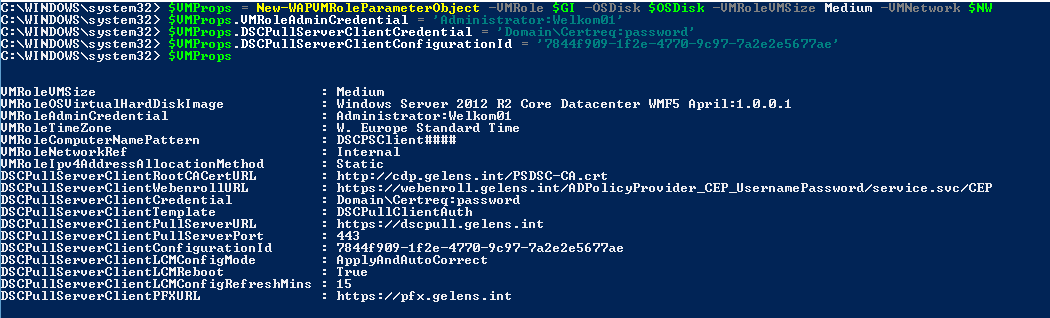 C:\WINDOWS\system32> $VMProps = New-WAPVMRoleParameterObject -VMRole $GI -OSDisk $OSDisk -VMRoleVMSize Medium -VMNetwork $NW
C:\WINDOWS\system32> $VMProps.VMRoleAdminCredential = 'Administrator:Welkom01'
C:\WINDOWS\system32> $VMProps.DSCPullServerClientCredential = 'Domain\Certreq:password'
C:\WINDOWS\system32> $VMProps.DSCPullServerClientConfigurationId = '7844f909-1f2e-4770-9c97-7a2e2e5677ae'
C:\WINDOWS\system32> $VMProps
VMRoleVMSize : Medium
VMRoleOSVirtualHardDiskImage : Windows Server 2012 R2 Core Datacenter WMF5 April:1.0.0.1
VMRoleAdminCredential : Administrator:Welkom01
VMRoleTimeZone : W. Europe Standard Time
VMRoleComputerNamePattern : DSCPSClient####
VMRoleNetworkRef : Internal
VMRoleIpv4AddressAllocationMethod : Static
DSCPullServerClientRootCACertURL : http://cdp.gelens.int/PSDSC-CA.crt
DSCPullServerClientWebenrollURL : https://webenroll.gelens.int/ADPolicyProvider_CEP_UsernamePassword/service.svc/CEP
DSCPullServerClientCredential : Domain\Certreq:password
DSCPullServerClientTemplate : DSCPullClientAuth
DSCPullServerClientPullServerURL : https://dscpull.gelens.int
DSCPullServerClientPullServerPort : 443
DSCPullServerClientConfigurationId : 7844f909-1f2e-4770-9c97-7a2e2e5677ae
DSCPullServerClientLCMConfigMode : ApplyAndAutoCorrect
DSCPullServerClientLCMReboot : True
DSCPullServerClientLCMConfigRefreshMins : 15
DSCPullServerClientPFXURL : https://pfx.gelens.int